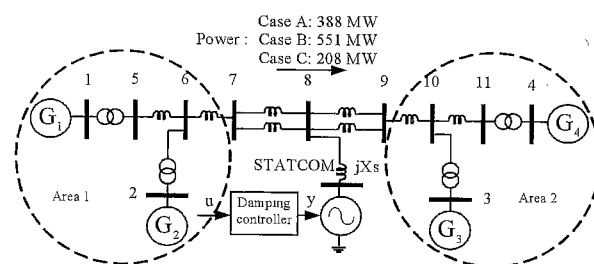 Case A: 388 MW
Power : Case B: 551 MW
Case C: 208 MW
1 5 6 7 8 9 10 11 4
G1
G4
STATCOM jXs
Area 1
2
u
Damping controller
y
3
Area 2
G2
G3